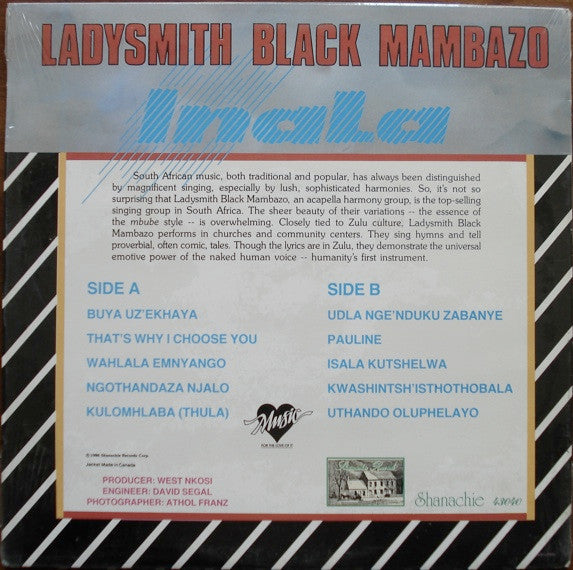 LADYSMITH BLACK MAMBAZO
Inala
South African music, both traditional and popular, has always been distinguished
by magnificent singing, especially by lush, sophisticated harmonies. So, it's not so
surprising that Ladysmith Black Mambazo, an acapella harmony group, is the top-selling
singing group in South Africa. The sheer beauty of their variations -- the essence of
the mbube style -- is overwhelming. Closely tied to Zulu culture, Ladysmith Black
Mambazo performs in churches and community centers. They sing hymns and tell
proverbial, often comic, tales. Though the lyrics are in Zulu, they demonstrate the universal
emotive power of the naked human voice -- humanity's first instrument.
SIDE A
BUYA UZ'EKHAYA
THAT'S WHY I CHOOSE YOU
WAHLALA EMNYANGO
NGOTHANDAZA NJALO
KULOMHLABA (THULA)
SIDE B
UDLA NGE'NDUKU ZABANYE
PAULINE
ISALA KUTSHELWA
KWASHINTSH'ISTHOTHOBALA
UTHANDO OLUPHELAYO
Music
FOR THE LOVE OF IT
© 1986 Shanachie Records Corp.
Jacket Made in Canada
PRODUCER: WEST NKOSI
ENGINEER: DAVID SEGAL
PHOTOGRAPHER: ATHOL FRANZ
Shanachie 43040